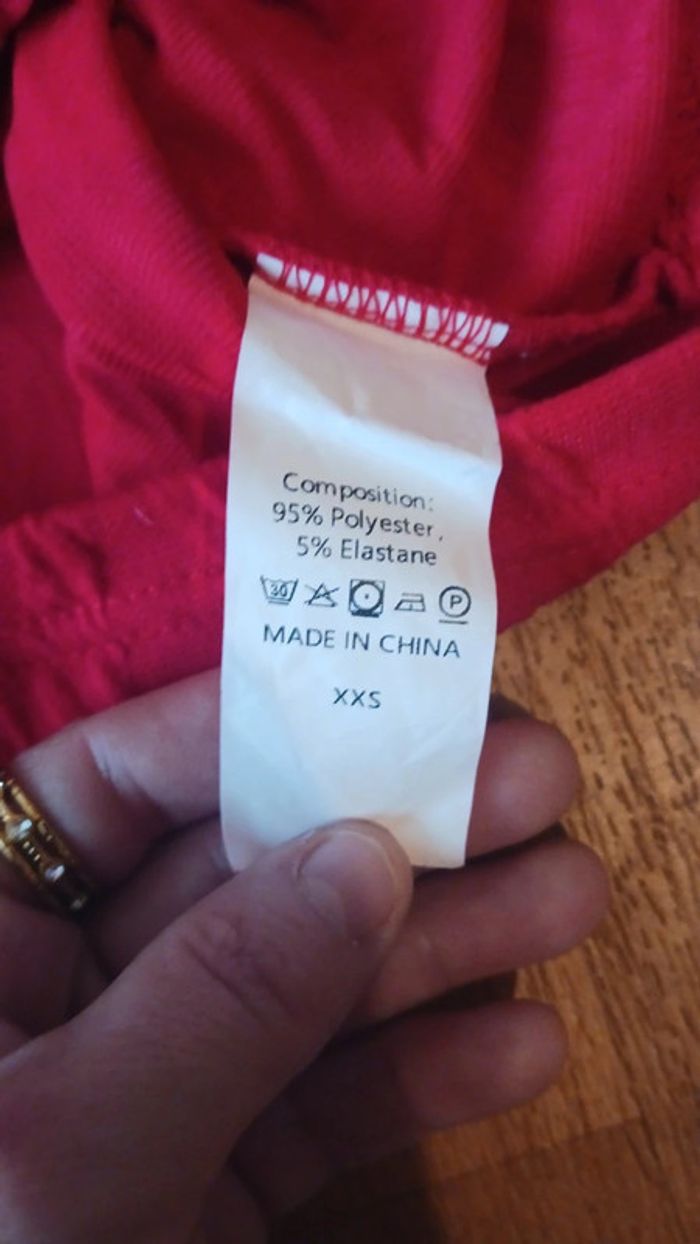 Composition:
95% Polyester,
5% Elastane
30 P
MADE IN CHINA
XXS